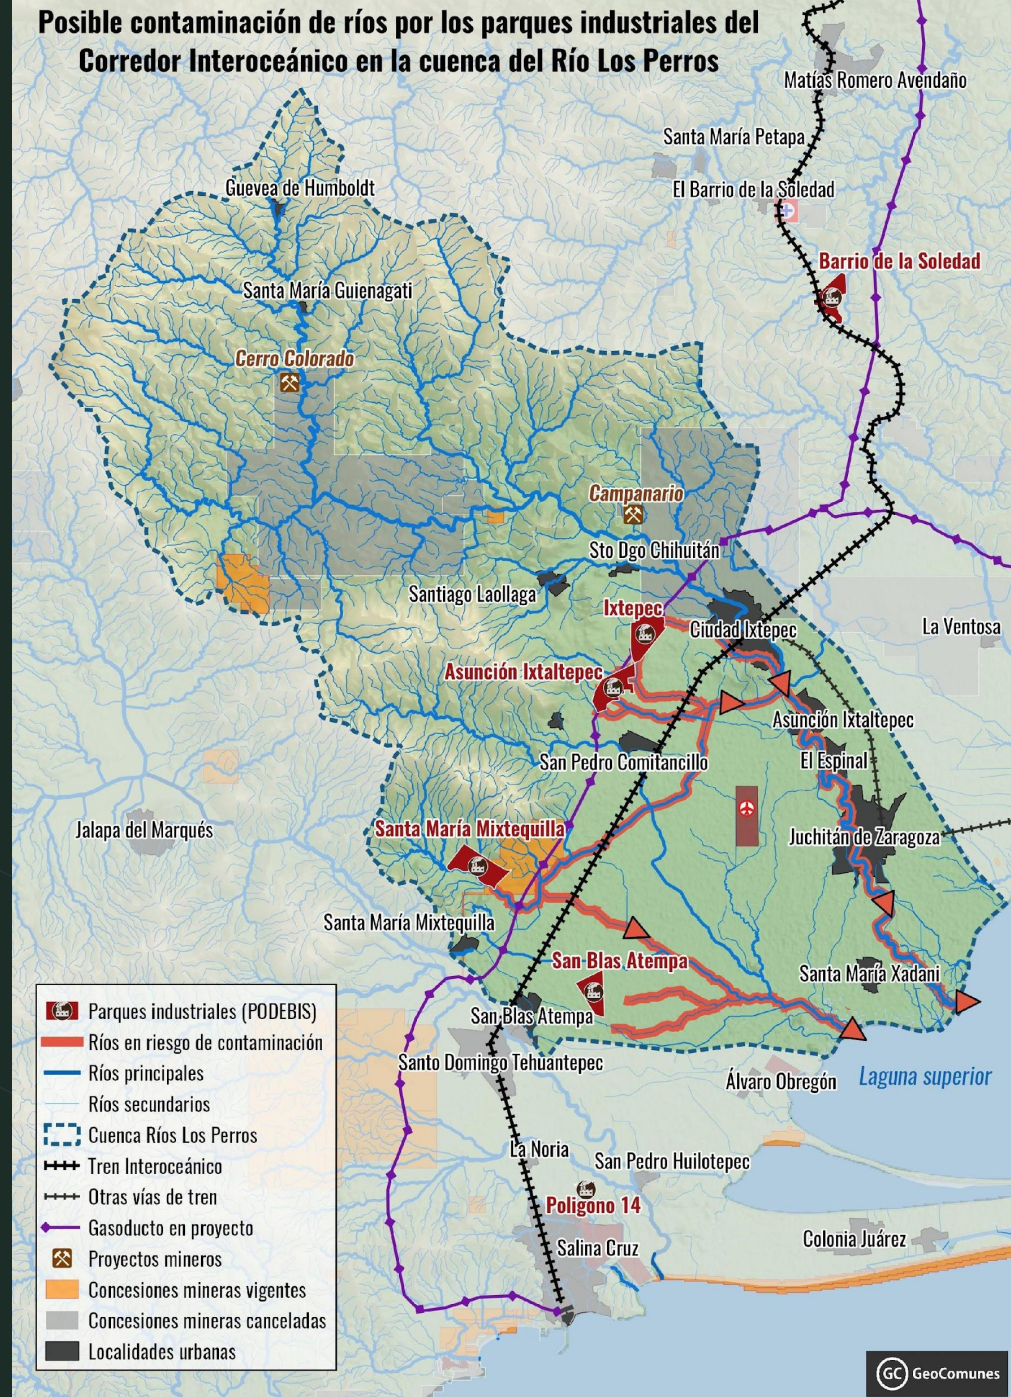 Posible contaminación de ríos por los parques industriales del
Corredor Interoceánico en la cuenca del Río Los Perros
Matías Romero Avendaño
Santa María Petapa
Guevea de Humboldt
El Barrio de la Soledad
Barrio de la Soledad
Santa María Guienagati
Cerro Colorado
Campanario
Sto Dgo Chihuitán
Santiago Laollaga
Ixtepec
Ciudad Ixtepec
La Ventosa
Asunción Ixtaltepec
Asunción Ixtaltepec
San Pedro Comitancillo
El Espinal
Jalapa del Marqués
Santa María Mixtequilla
Juchitán de Zaragoza
Santa María Mixtequilla
San Blas Atempa
Santa María Xadani
San Blas Atempa
Santo Domingo Tehuantepec
Álvaro Obregón
Laguna superior
La Noria
San Pedro Huilotepec
Poligono 14
Salina Cruz
Colonia Juárez
Parques industriales (PODEBIS)
Ríos en riesgo de contaminación
Ríos principales
Ríos secundarios
Cuenca Ríos Los Perros
Tren Interoceánico
Otras vías de tren
Gasoducto en proyecto
Proyectos mineros
Concesiones mineras vigentes
Concesiones mineras canceladas
Localidades urbanas
GC GeoComunes